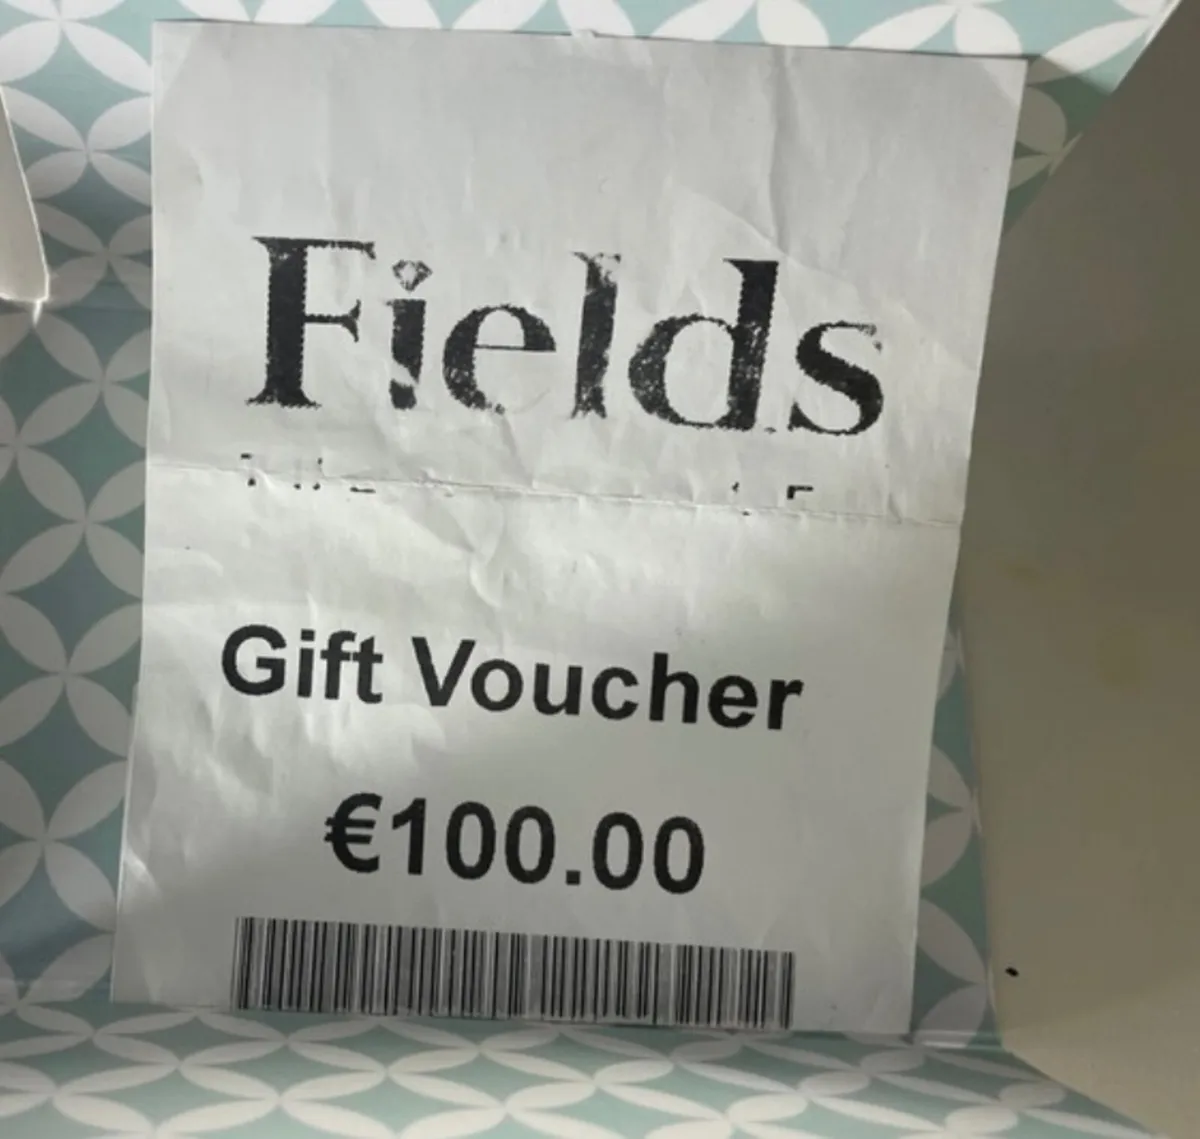 Fields
Gift Voucher
€100.00